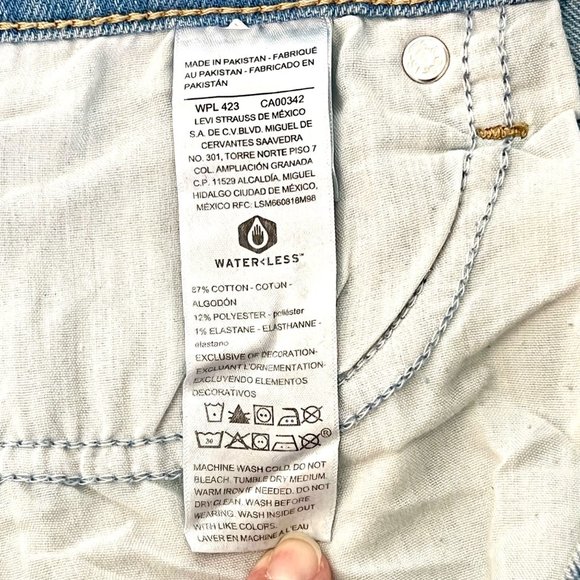 MADE IN PAKISTAN - FABRIQUÉ
AU PAKISTAN - FABRICADO EN
PAKISTÁN
WPL 423 CA00342
LEVI STRAUSS DE MÉXICO
S.A. DE C.V.BLVD. MIGUEL DE
CERVANTES SAAVEDRA
NO. 301, TORRE NORTE PISO 7
COL. AMPLIACIÓN GRANADA
C.P. 11529 ALCALDÍA, MIGUEL
HIDALGO CIUDAD DE MÉXICO,
MÉXICO RFC: LSM660818M98
WATER<LESS™
87% COTTON - COTON -
ALGODÓN
12% POLYESTER - poliéster
1% ELASTANE - ELASTHANNE -
elastano
EXCLUSIVE OF DECORATION-
EXCLUANT L'ORNEMENTATION-
EXCLUYENDO ELEMENTOS
DECORATIVOS
30 ®
MACHINE WASH COLD. DO NOT
BLEACH. TUMBLE DRY MEDIUM.
WARM IRON IF NEEDED. DO NOT
DRY CLEAN. WASH BEFORE
WEARING. WASH INSIDE OUT
WITH LIKE COLORS.
LAVER EN MACHINE À L'EAU